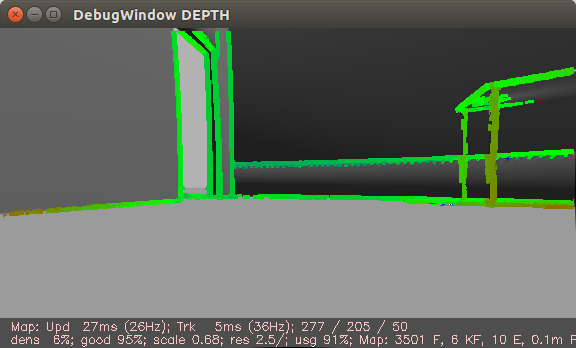 DebugWindow DEPTH
Map: Upd 27ms (26Hz); Trk 5ms (36Hz); 277 / 205 / 50
dens 6%; good 95%; scale 0.68; res 2.5/; usg 91%; Map: 3501 F, 6 KF, 10 E, 0.1m F